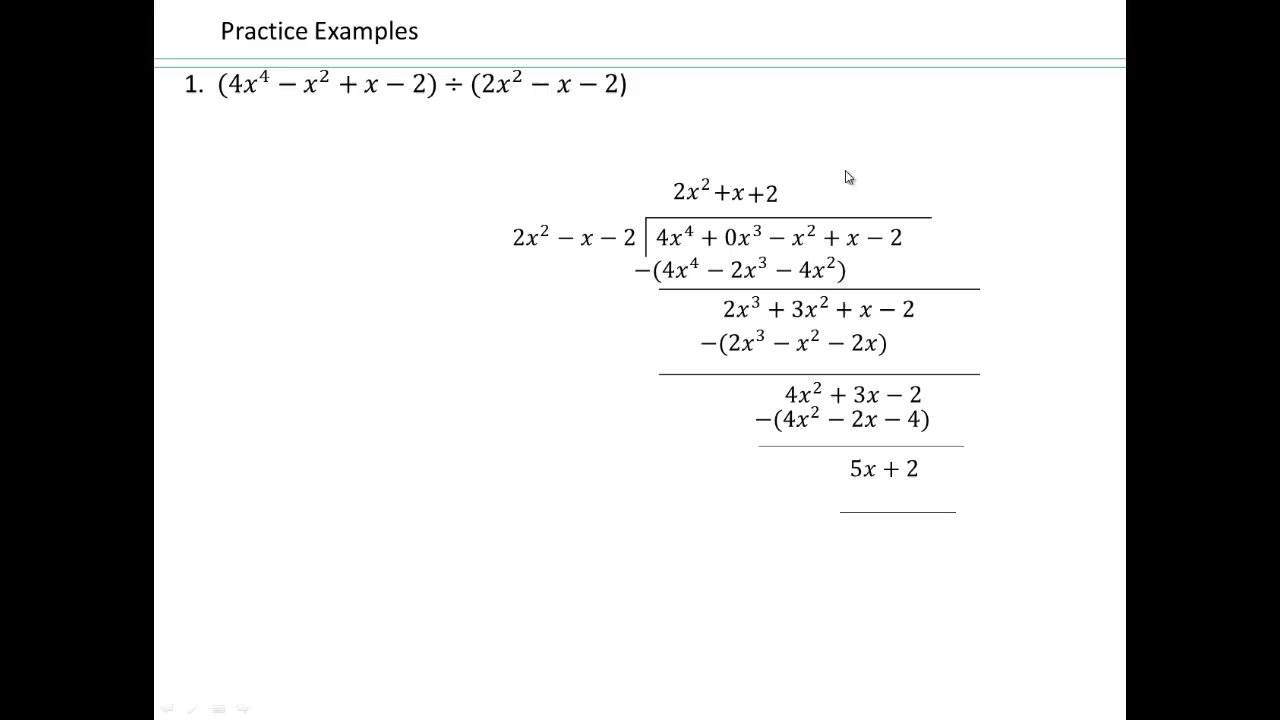 Practice Examples
1. (4x⁴ − x² + x − 2) ÷ (2x² − x − 2)
2x² +x +2
2x² − x − 2 4x⁴ + 0x³ − x² + x − 2
−(4x⁴ − 2x³ − 4x²)
2x³ + 3x² + x − 2
−(2x³ − x² − 2x)
4x² + 3x − 2
−(4x² − 2x − 4)
5x + 2